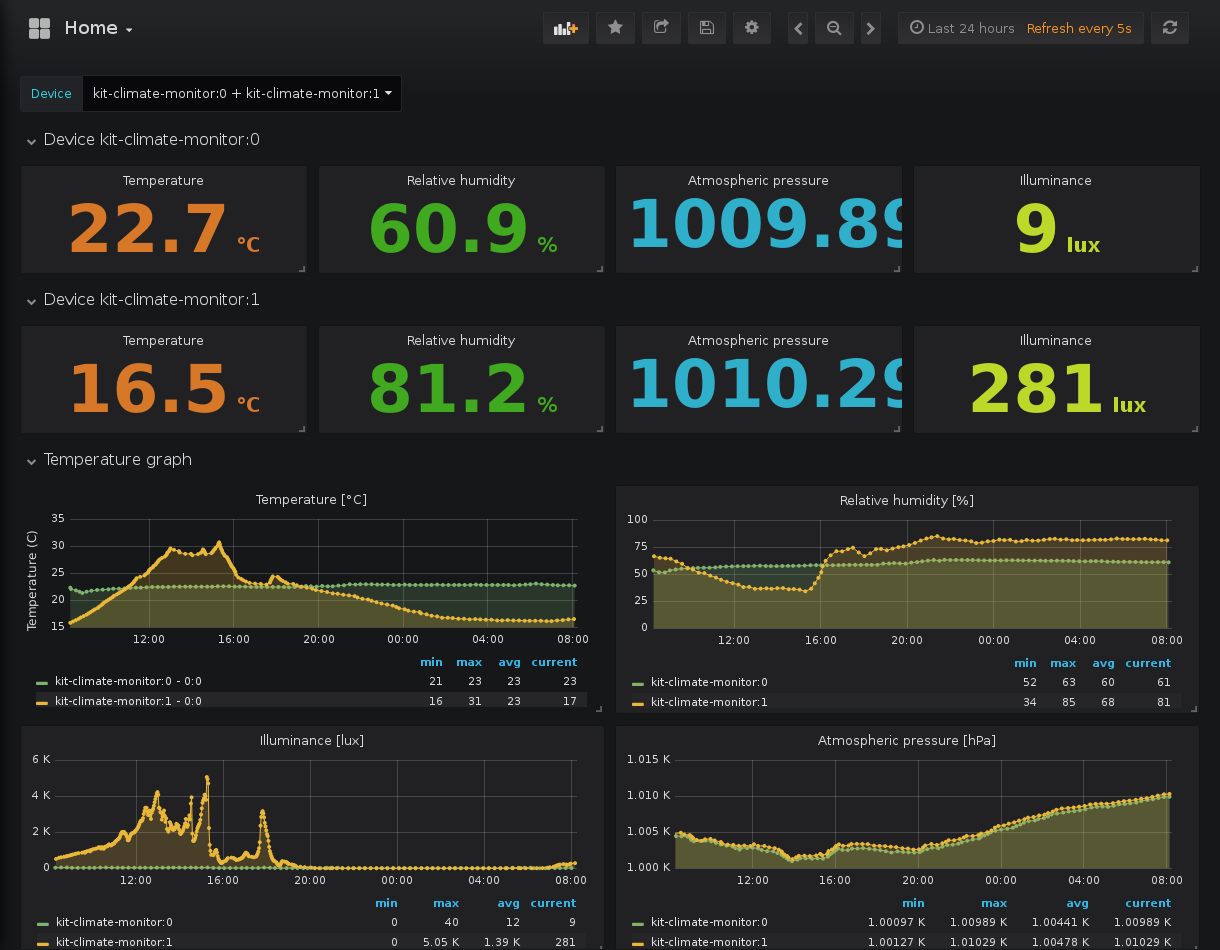 Home
Last 24 hours Refresh every 5s
Device kit-climate-monitor:0 + kit-climate-monitor:1
Device kit-climate-monitor:0
Temperature Relative humidity Atmospheric pressure Illuminance
22.7 °C 60.9 % 1009.89 9 lux
Device kit-climate-monitor:1
Temperature Relative humidity Atmospheric pressure Illuminance
16.5 °C 81.2 % 1010.29 281 lux
Temperature graph
Temperature [°C]
Temperature (C)
35
30
25
20
15
12:00 16:00 20:00 00:00 04:00 08:00
min max avg current
kit-climate-monitor:0 - 0:0 21 23 23 23
kit-climate-monitor:1 - 0:0 16 31 23 17
Relative humidity [%]
100
75
50
25
0
12:00 16:00 20:00 00:00 04:00 08:00
min max avg current
kit-climate-monitor:0 52 63 60 61
kit-climate-monitor:1 34 85 68 81
Illuminance [lux]
6 K
4 K
2 K
0
12:00 16:00 20:00 00:00 04:00 08:00
min max avg current
kit-climate-monitor:0 0 40 12 9
kit-climate-monitor:1 0 5.05 K 1.39 K 281
Atmospheric pressure [hPa]
1.015 K
1.010 K
1.005 K
1.000 K
12:00 16:00 20:00 00:00 04:00 08:00
min max avg current
kit-climate-monitor:0 1.00097 K 1.00989 K 1.00441 K 1.00989 K
kit-climate-monitor:1 1.00127 K 1.01029 K 1.00478 K 1.01029 K